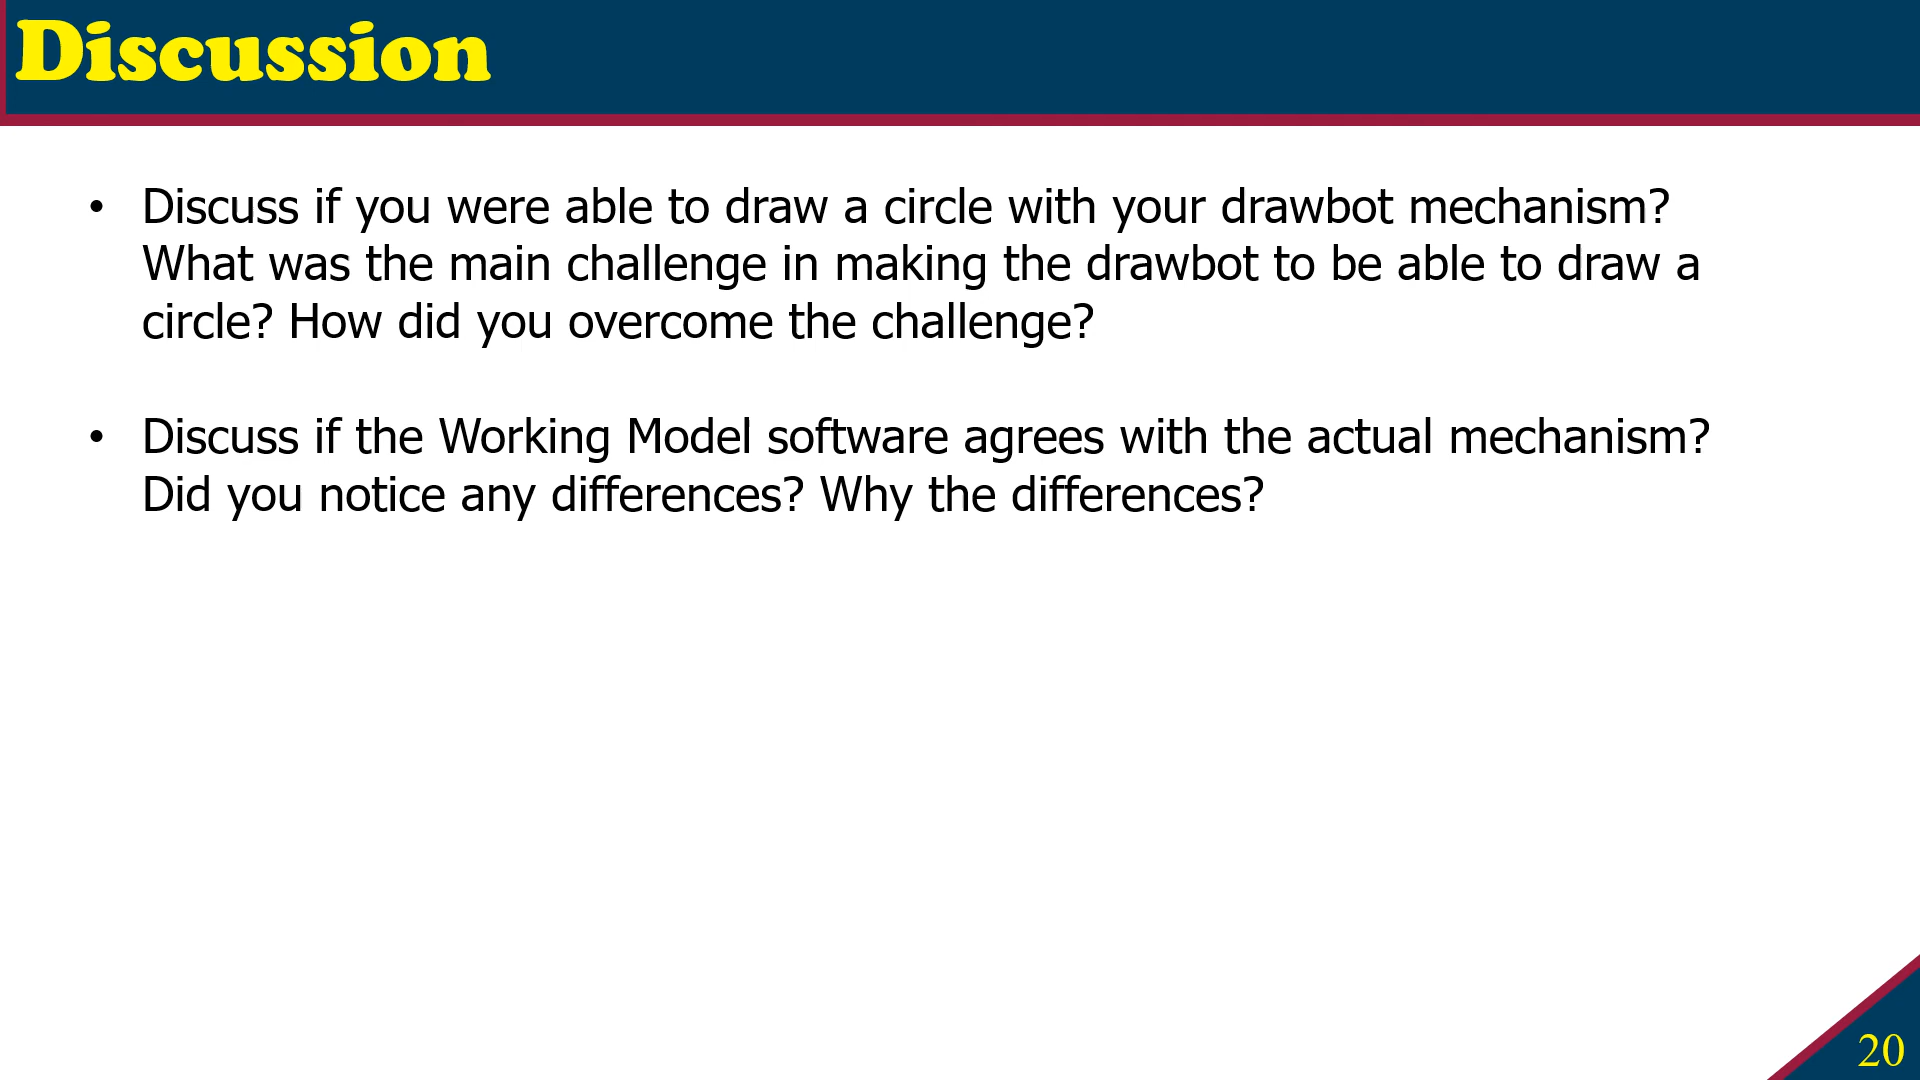 Discussion
• Discuss if you were able to draw a circle with your drawbot mechanism?
What was the main challenge in making the drawbot to be able to draw a
circle? How did you overcome the challenge?
• Discuss if the Working Model software agrees with the actual mechanism?
Did you notice any differences? Why the differences?
20